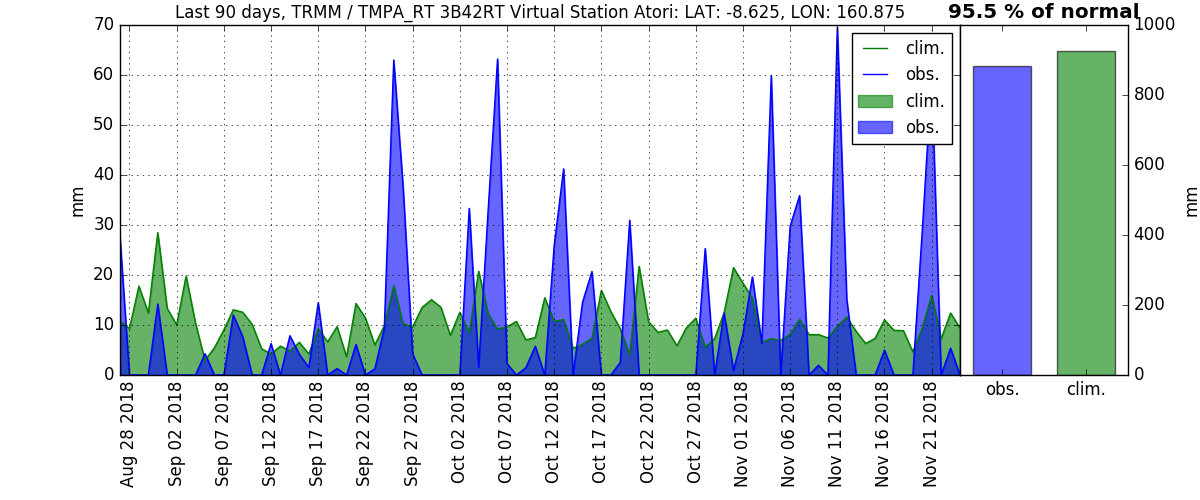 Last 90 days, TRMM / TMPA_RT 3B42RT Virtual Station Atori: LAT: -8.625, LON: 160.875
95.5 % of normal
70
60
50
40
30
20
10
0
mm
clim.
obs.
clim.
obs.
1000
800
600
400
200
0
mm
obs.
clim.
Aug 28 2018
Sep 02 2018
Sep 07 2018
Sep 12 2018
Sep 17 2018
Sep 22 2018
Sep 27 2018
Oct 02 2018
Oct 07 2018
Oct 12 2018
Oct 17 2018
Oct 22 2018
Oct 27 2018
Nov 01 2018
Nov 06 2018
Nov 11 2018
Nov 16 2018
Nov 21 2018